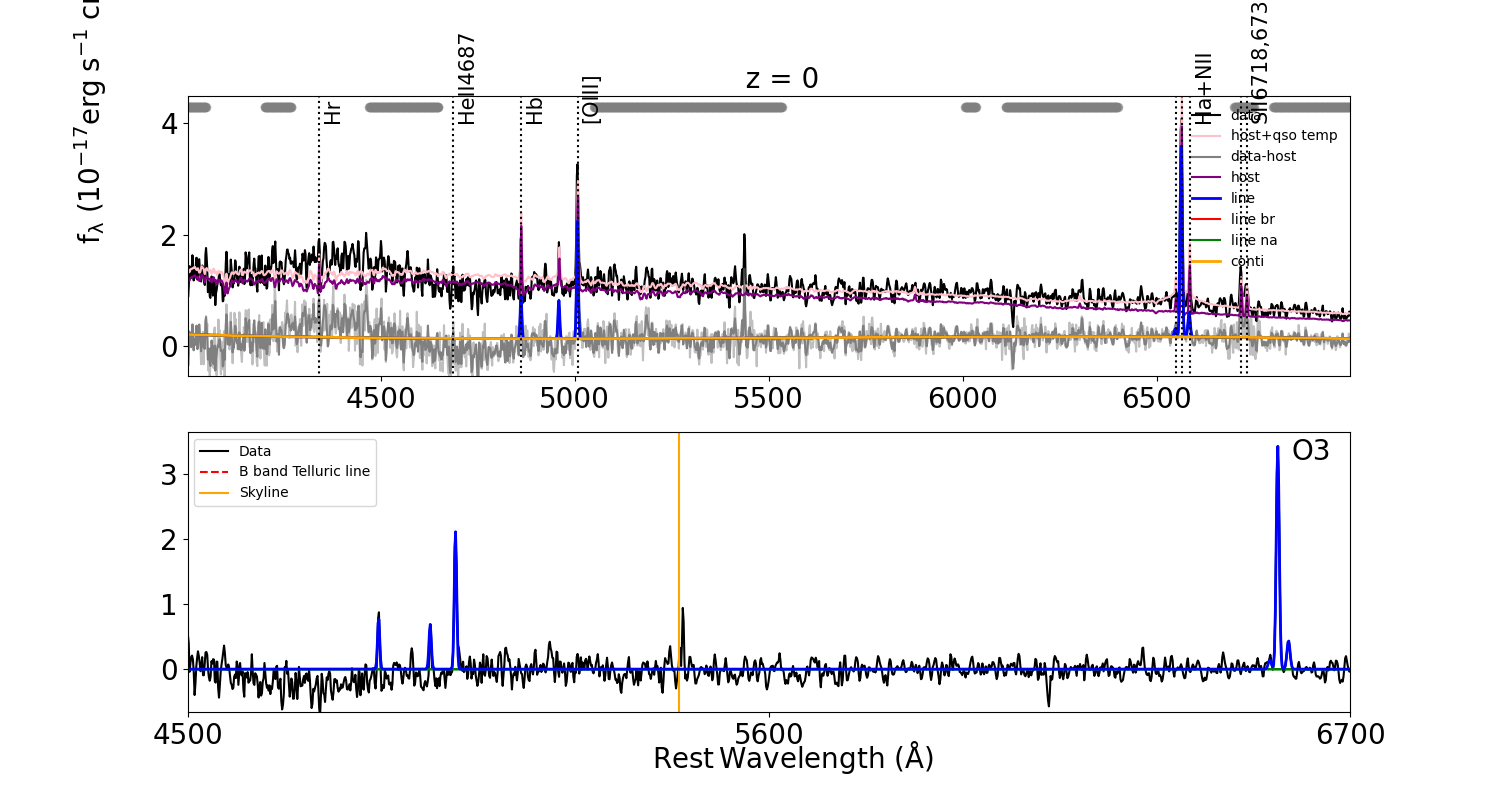 f_λ (10^−17 erg s^−1 c
z = 0
Hr
HeII4687
Hb
[OIII]
Ha+NII
SII6718,673
data
host+qso temp
data-host
host
line
line br
line na
conti
4
2
0
4500 5000 5500 6000 6500
Data
B band Telluric line
Skyline
O3
3
2
1
0
4500 5600 6700
Rest Wavelength (Å)